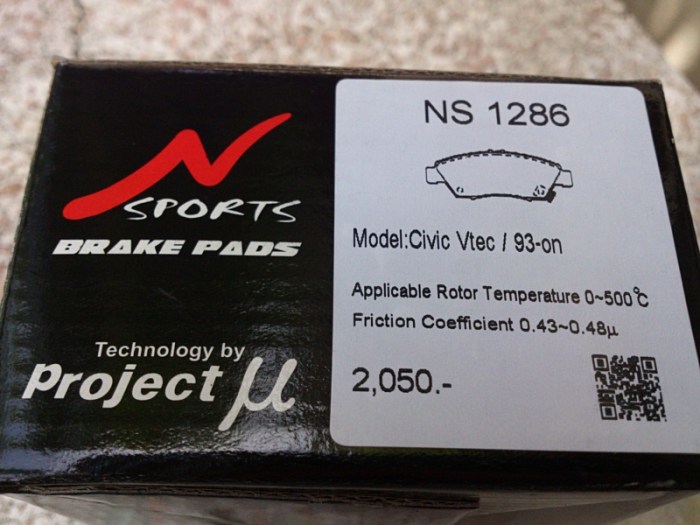 N
SPORTS
BRAKE PADS
Technology by
Project μ
NS 1286
Model:Civic Vtec / 93-on
Applicable Rotor Temperature 0~500℃
Friction Coefficient 0.43~0.48μ
2,050.-